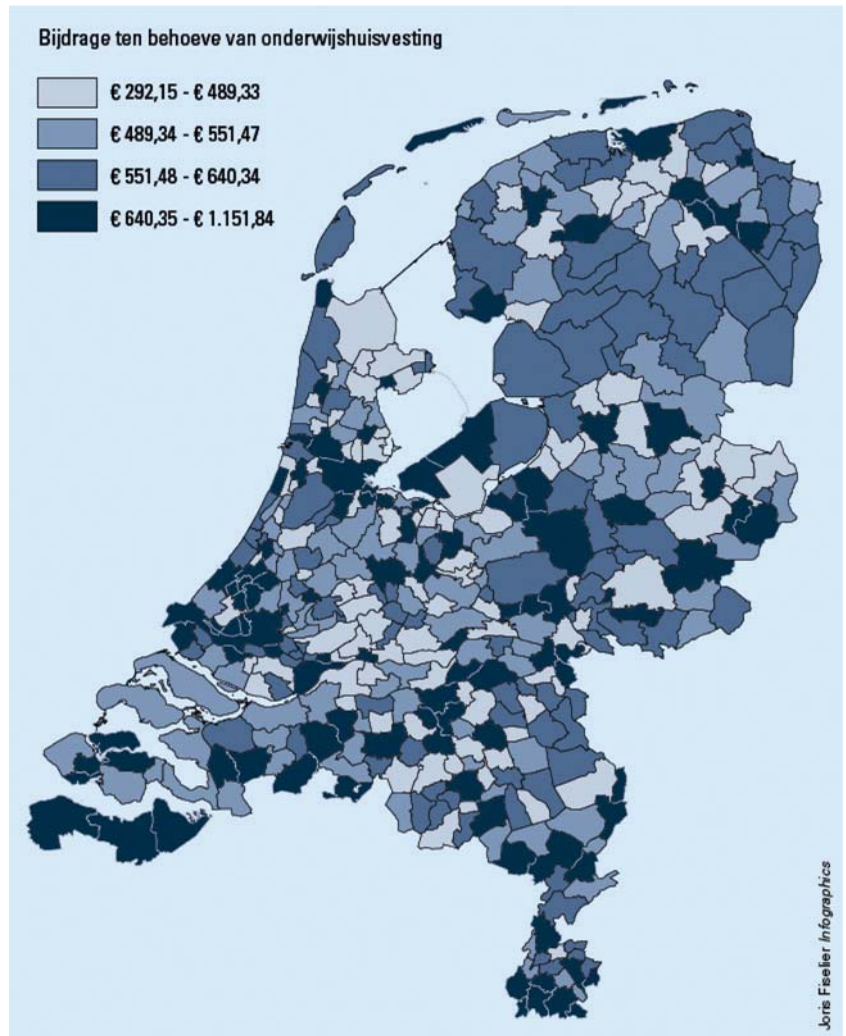 Bijdrage ten behoeve van onderwijshuisvesting
€ 292,15 - € 489,33
€ 489,34 - € 551,47
€ 551,48 - € 640,34
€ 640,35 - € 1.151,84
Joris Fiselier Infographics